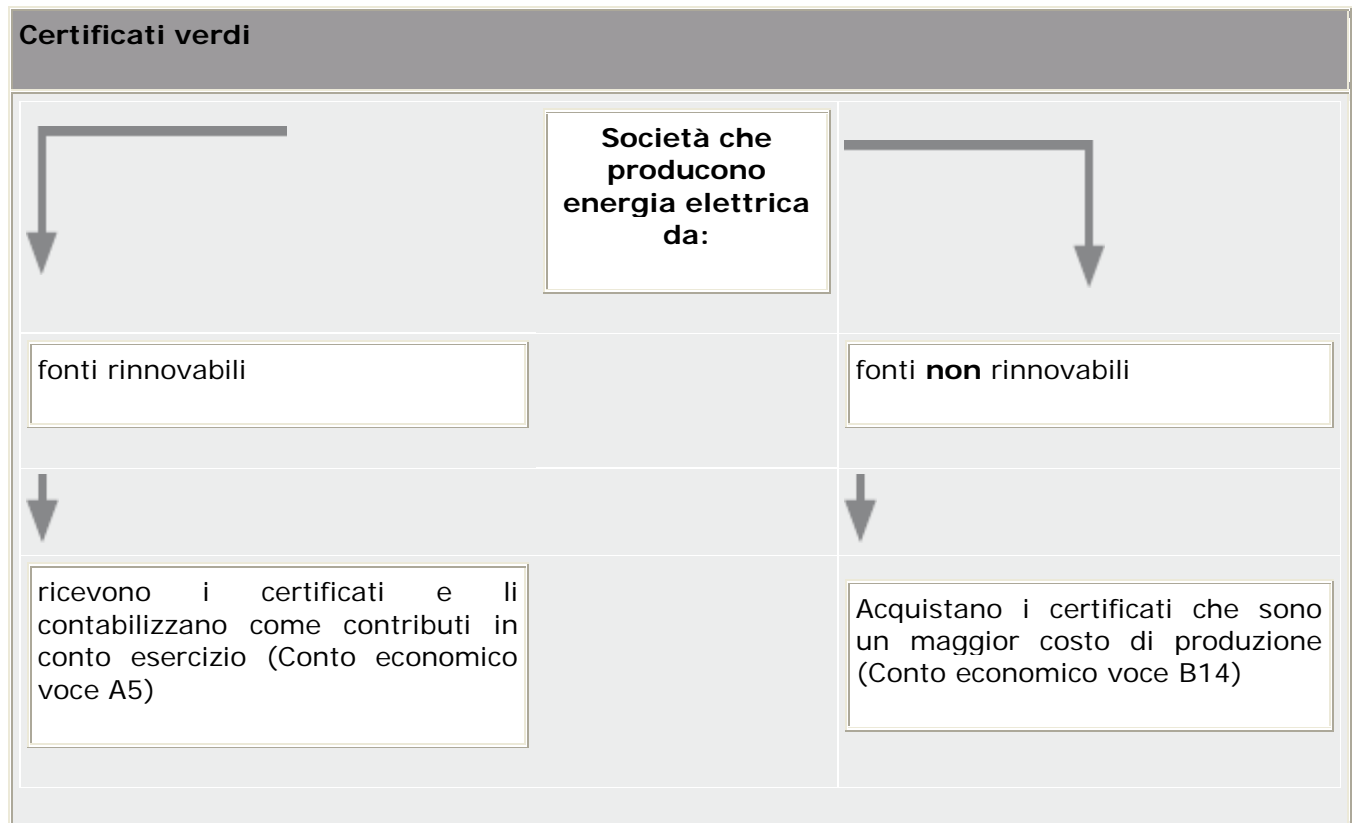 Certificati verdi
Società che
producono
energia elettrica
da:
fonti rinnovabili
fonti non rinnovabili
ricevono i certificati e li
contabilizzano come contributi in
conto esercizio (Conto economico
voce A5)
Acquistano i certificati che sono
un maggior costo di produzione
(Conto economico voce B14)